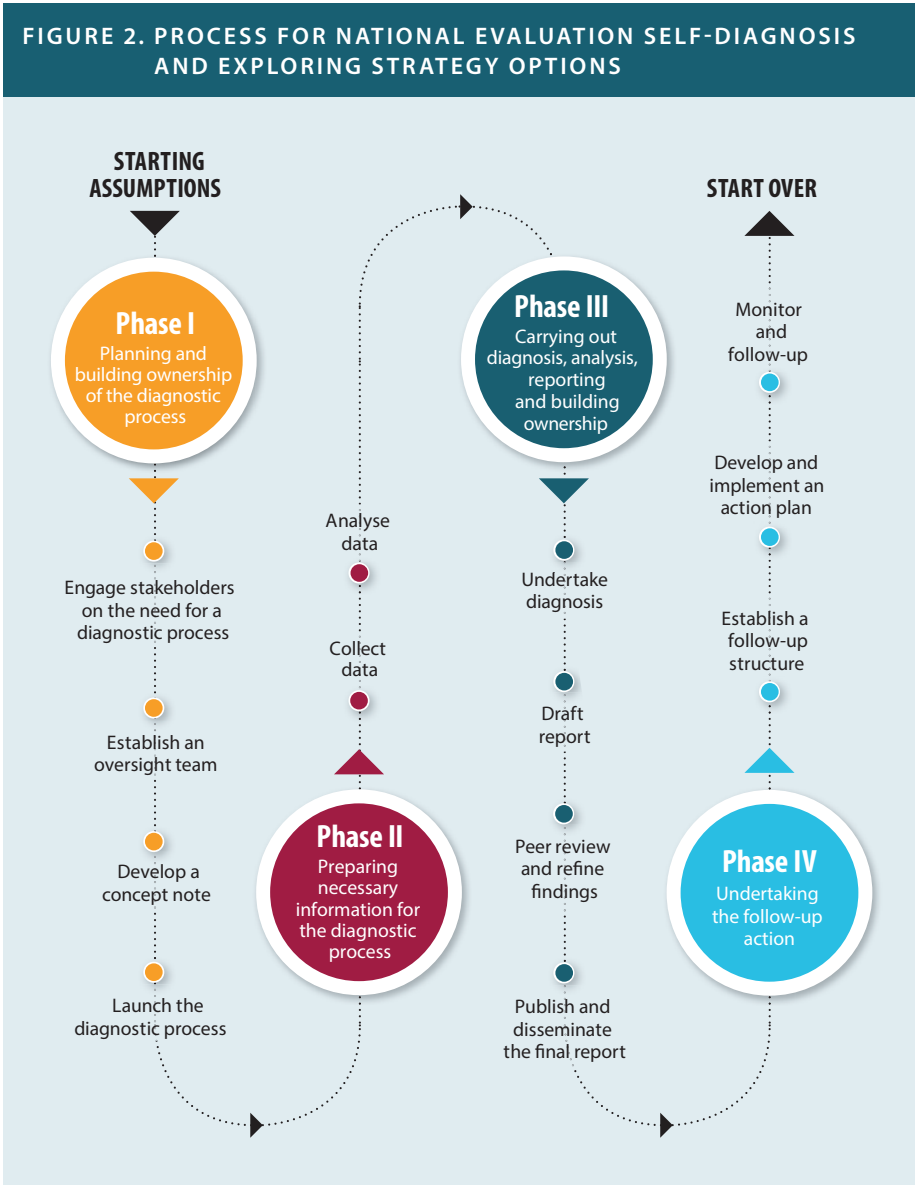 FIGURE 2. PROCESS FOR NATIONAL EVALUATION SELF-DIAGNOSIS
AND EXPLORING STRATEGY OPTIONS
STARTING
ASSUMPTIONS
Phase I
Planning and
building ownership
of the diagnostic
process
Engage stakeholders
on the need for a
diagnostic process
Establish an
oversight team
Develop a
concept note
Launch the
diagnostic process
Phase II
Preparing
necessary
information for
the diagnostic
process
Collect
data
Analyse
data
Phase III
Carrying out
diagnosis, analysis,
reporting
and building
ownership
Undertake
diagnosis
Draft
report
Peer review
and refine
findings
Publish and
disseminate
the final report
Phase IV
Undertaking
the follow-up
action
Establish a
follow-up
structure
Develop and
implement an
action plan
Monitor
and
follow-up
START OVER